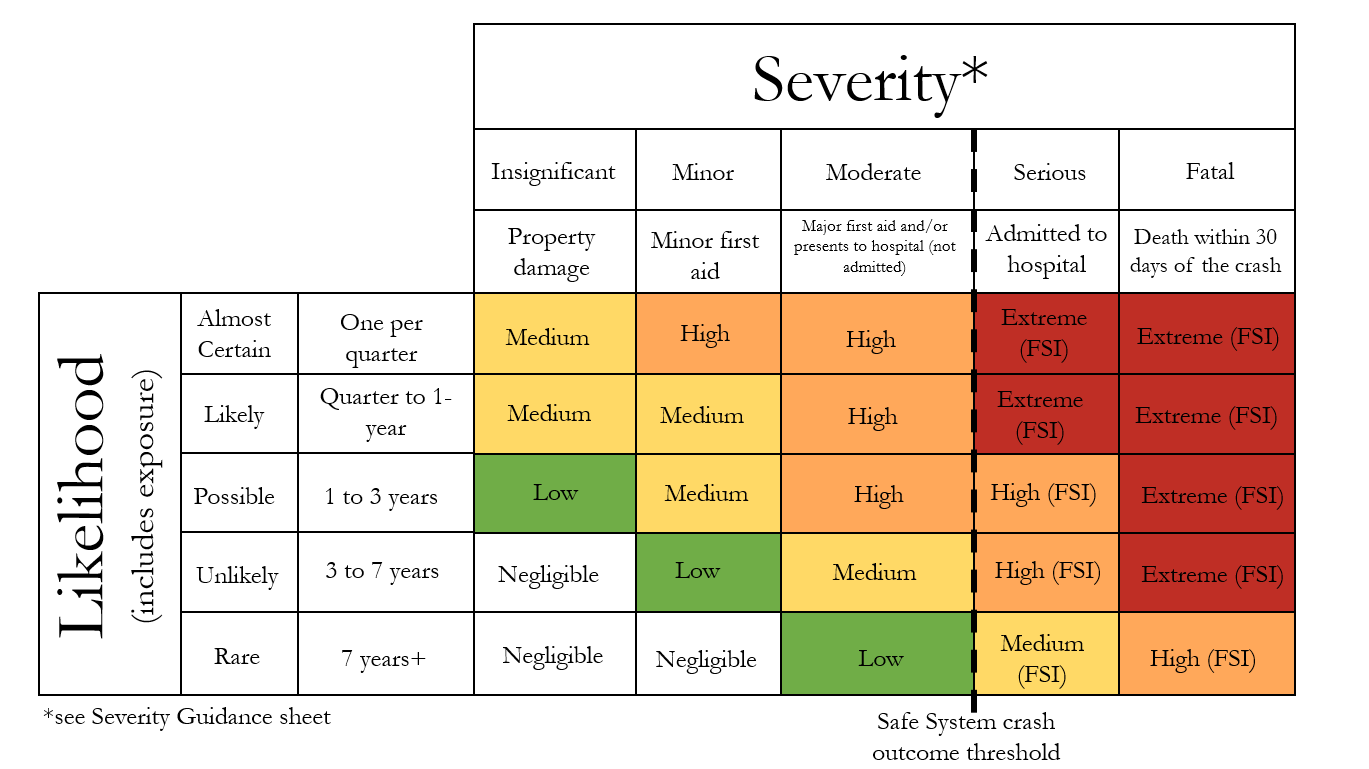 Severity*
Insignificant
Minor
Moderate
Serious
Fatal
Property
damage
Minor first
aid
Major first aid and/or
presents to hospital (not
admitted)
Admitted to
hospital
Death within 30
days of the crash
Likelihood
(includes exposure)
Almost
Certain
One per
quarter
Medium
High
High
Extreme
(FSI)
Extreme (FSI)
Likely
Quarter to 1-
year
Medium
Medium
High
Extreme
(FSI)
Extreme (FSI)
Possible
1 to 3 years
Low
Medium
High
High (FSI)
Extreme (FSI)
Unlikely
3 to 7 years
Negligible
Low
Medium
High (FSI)
Extreme (FSI)
Rare
7 years+
Negligible
Negligible
Low
Medium
(FSI)
High (FSI)
*see Severity Guidance sheet
Safe System crash
outcome threshold